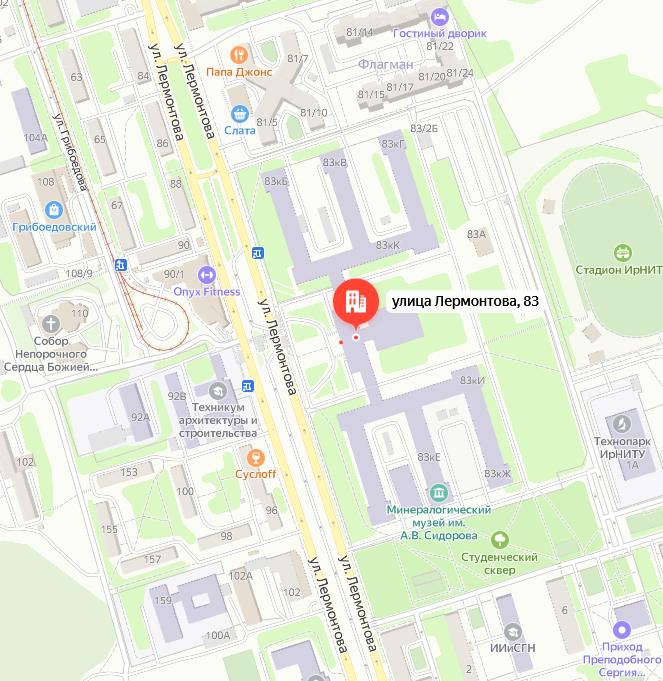 81/14
81/22
Гостиный дворик
63
84
Папа Джонс
81/7
Флагман
81/20
81/24
81/15
81/17
ул. Лермонтова
ул. Лермонтова
65
86
81/5
81/10
Слата
104А
83/2Б
83кГ
83кВ
83кБ
ул. Грибоедова
108
67
88
Грибоедовский
83кК
83А
90
Стадион ИрНИТУ
108/9
90/1
Onyx Fitness
улица Лермонтова, 83
110
Собор
Непорочного
Сердца Божией...
ул. Лермонтова
83кИ
92В
92А
Техникум
архитектуры и
строительства
Технопарк
ИрНИТУ
1А
102
153
Суслоff
83кЕ
83кЖ
155
96
98
Минералогический
музей им.
А.В. Сидорова
157
Студенческий
сквер
ул. Лермонтова
ул. Лермонтова
159
102А
102
100А
6
ИИиСГН
Приход
Преподобного
Сергия...